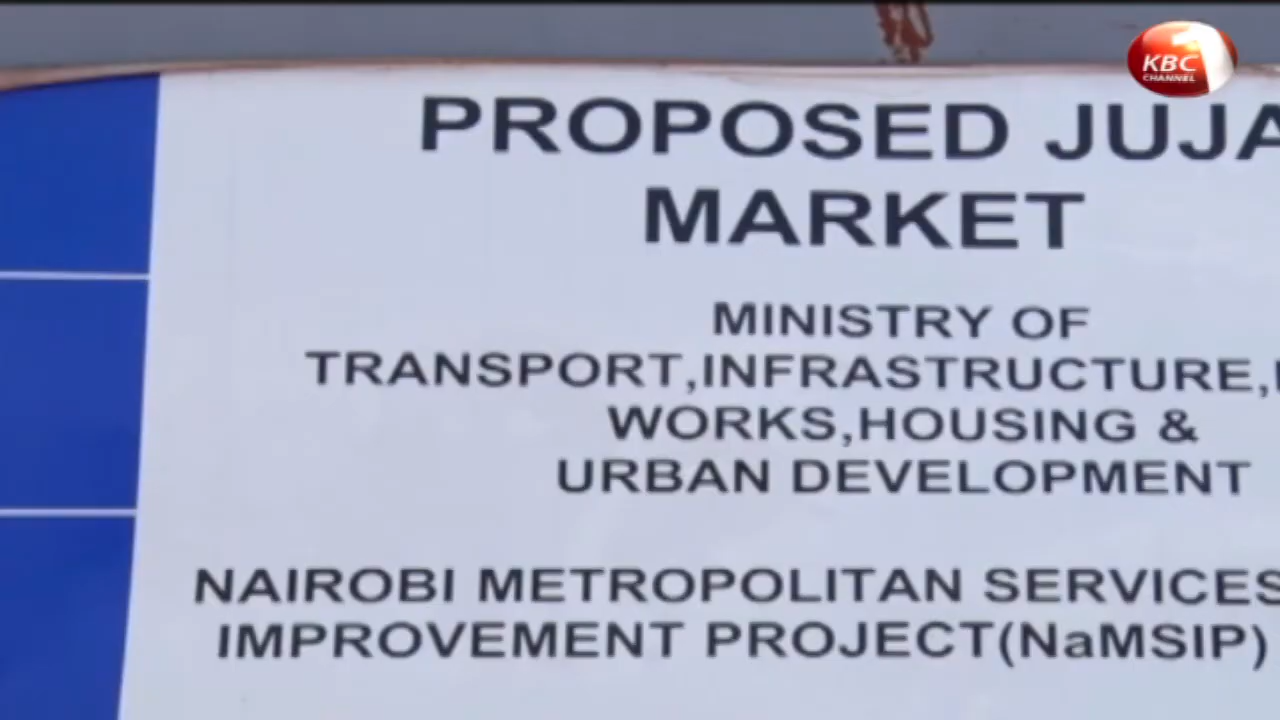 KBC 1
CHANNEL
PROPOSED JUJA
MARKET
MINISTRY OF
TRANSPORT,INFRASTRUCTURE,
WORKS,HOUSING &
URBAN DEVELOPMENT
NAIROBI METROPOLITAN SERVICES
IMPROVEMENT PROJECT(NaMSIP)